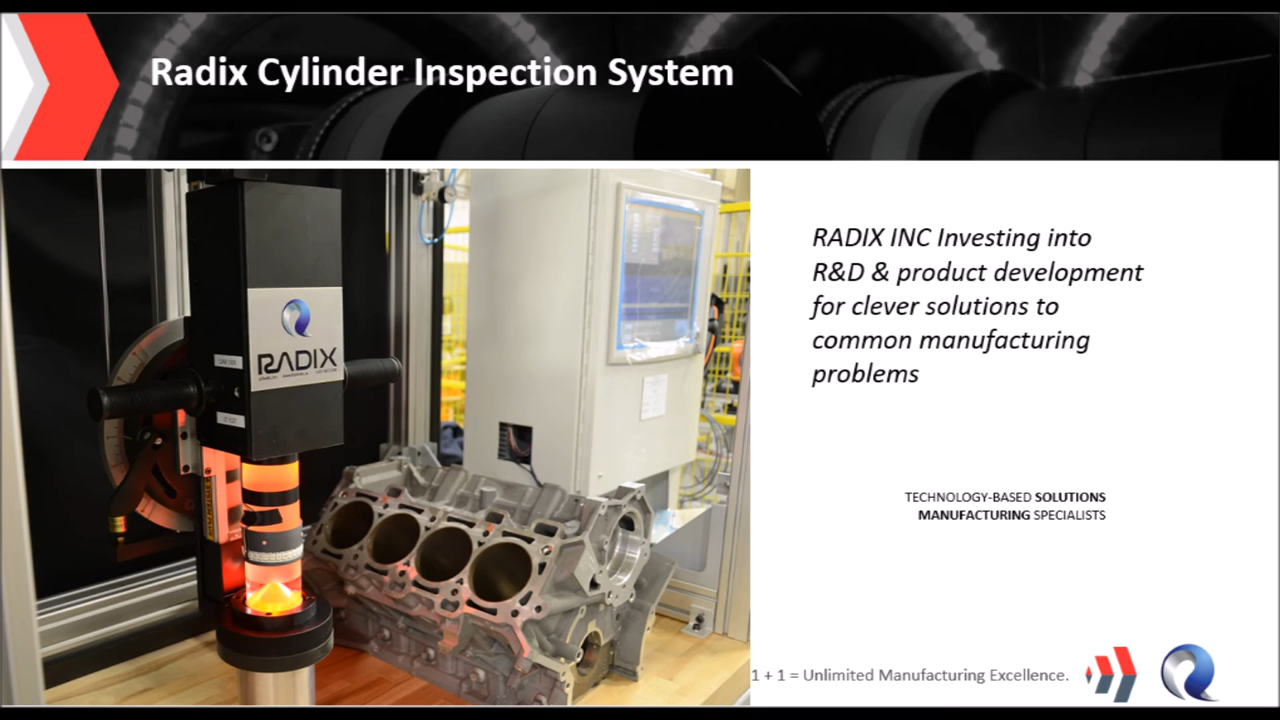 Radix Cylinder Inspection System
RADIX INC Investing into
R&D & product development
for clever solutions to
common manufacturing
problems
RADIX
TECHNOLOGY-BASED SOLUTIONS
MANUFACTURING SPECIALISTS
1 + 1 = Unlimited Manufacturing Excellence.